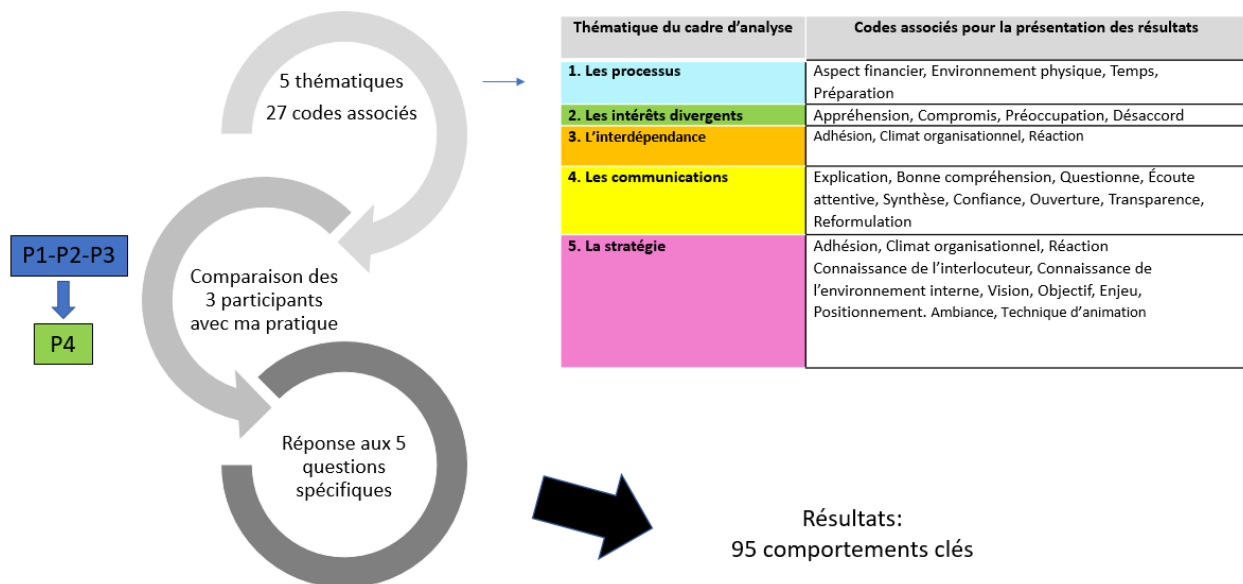 5 thématiques
27 codes associés
P1-P2-P3
P4
Comparaison des
3 participants
avec ma pratique
Réponse aux 5
questions
spécifiques
Thématique du cadre d'analyse
Codes associés pour la présentation des résultats
1. Les processus
Aspect financier, Environnement physique, Temps,
Préparation
2. Les intérêts divergents
Appréhension, Compromis, Préoccupation, Désaccord
3. L'interdépendance
Adhésion, Climat organisationnel, Réaction
4. Les communications
Explication, Bonne compréhension, Questionne, Écoute
attentive, Synthèse, Confiance, Ouverture, Transparence,
Reformulation
5. La stratégie
Adhésion, Climat organisationnel, Réaction
Connaissance de l'interlocuteur, Connaissance de
l'environnement interne, Vision, Objectif, Enjeu,
Positionnement. Ambiance, Technique d'animation
Résultats:
95 comportements clés